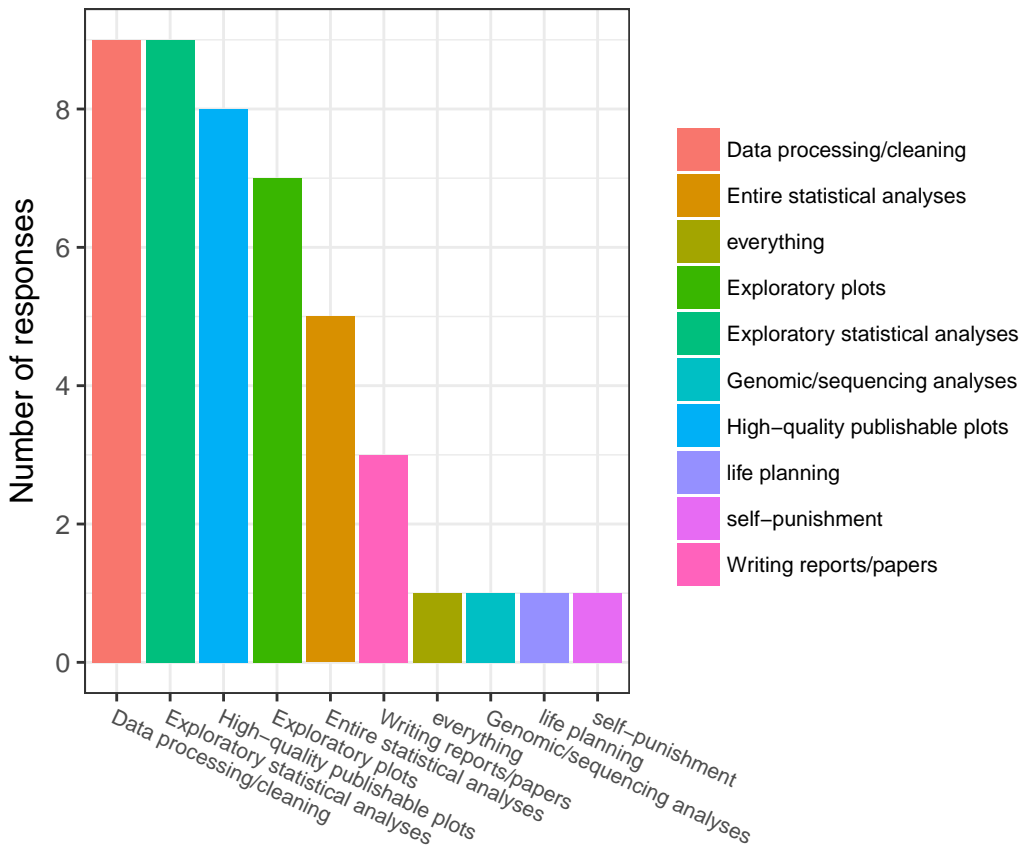 Number of responses
8
6
4
2
0
Data processing/cleaning
Exploratory statistical analyses
High−quality publishable plots
Exploratory plots
Entire statistical analyses
Writing reports/papers
everything
Genomic/sequencing analyses
life planning
self−punishment
Data processing/cleaning
Entire statistical analyses
everything
Exploratory plots
Exploratory statistical analyses
Genomic/sequencing analyses
High−quality publishable plots
life planning
self−punishment
Writing reports/papers